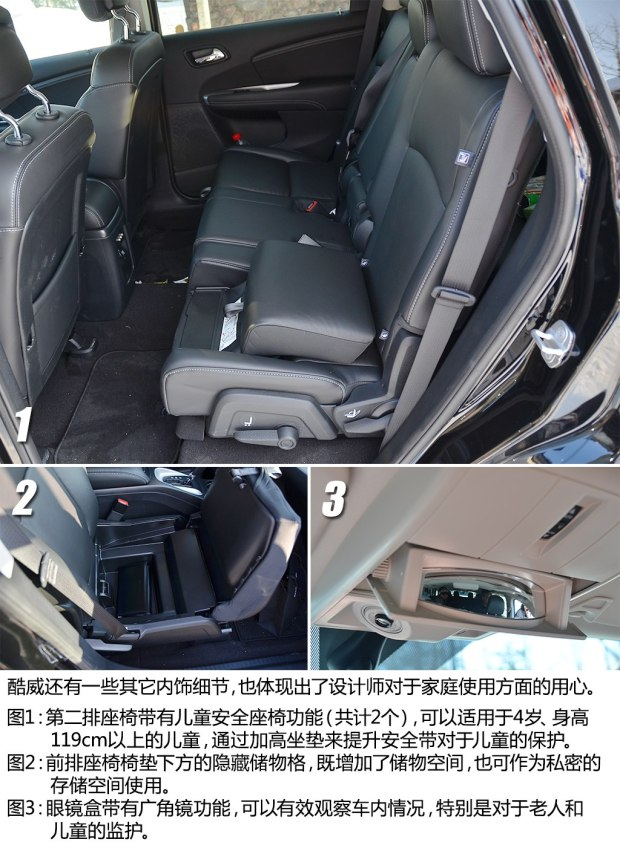 1
2
3
酷威还有一些其它内饰细节，也体现出了设计师对于家庭使用方面的用心。
图1：第二排座椅带有儿童安全座椅功能（共计2个），可以适用于4岁、身高
119cm以上的儿童，通过加高坐垫来提升安全带对于儿童的保护。
图2：前排座椅椅垫下方的隐藏储物格，既增加了储物空间，也可作为私密的
存储空间使用。
图3：眼镜盒带有广角镜功能，可以有效观察车内情况，特别是对于老人和
儿童的监护。